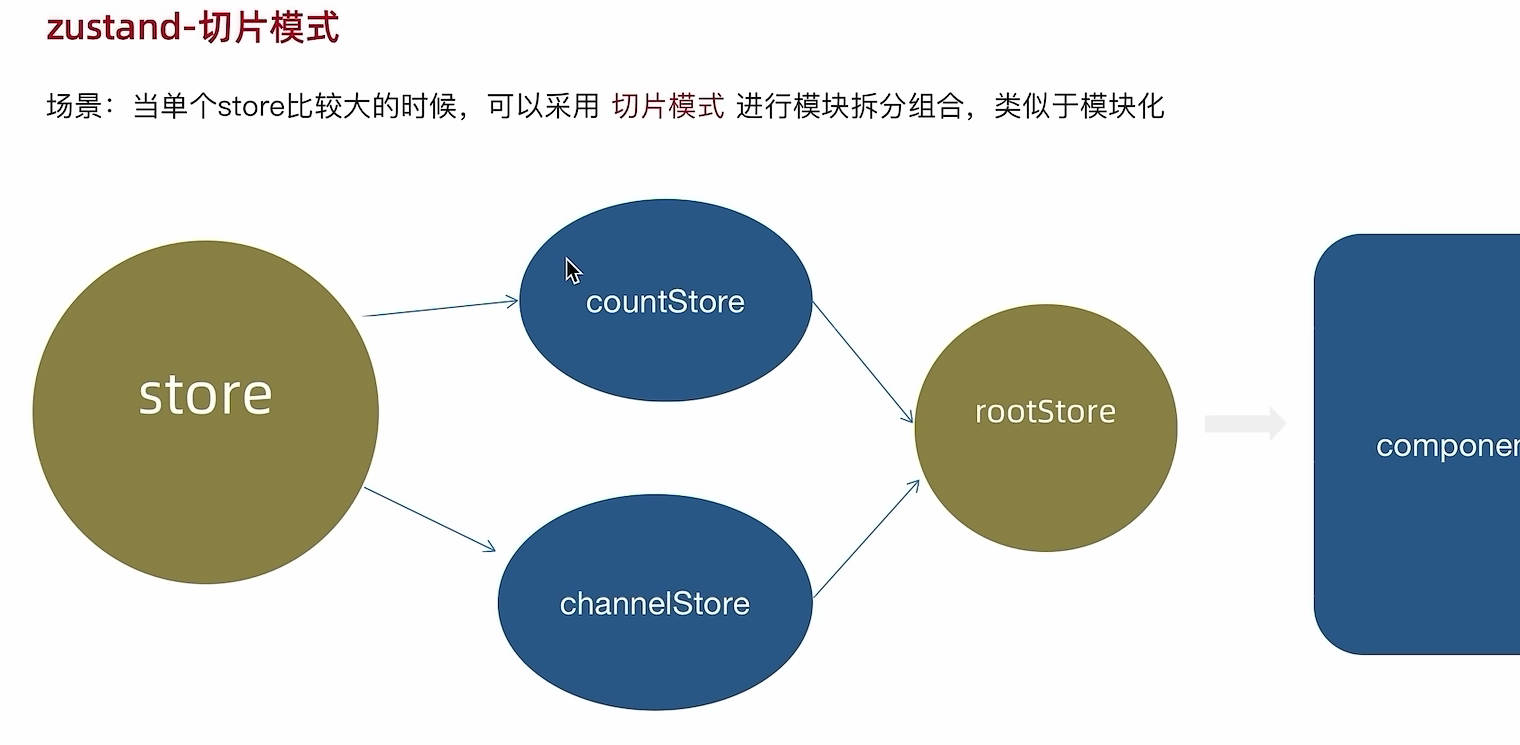 zustand-切片模式
场景：当单个store比较大的时候，可以采用 切片模式 进行模块拆分组合，类似于模块化
store
countStore
channelStore
rootStore